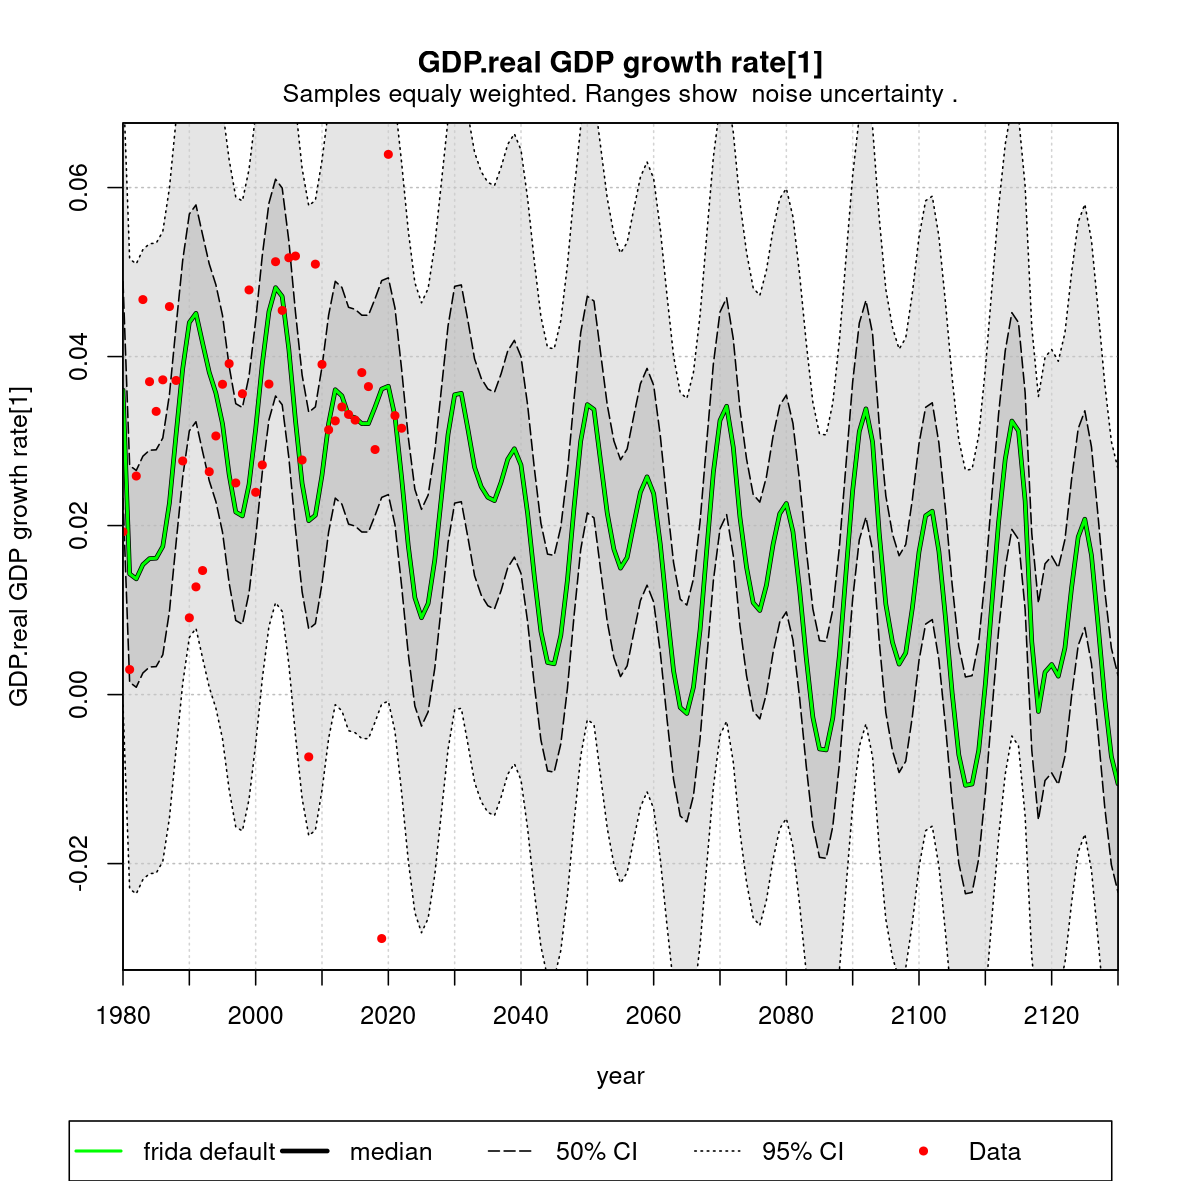 GDP.real GDP growth rate[1]
Samples equaly weighted. Ranges show  noise uncertainty .
GDP.real GDP growth rate[1]
0.06
0.04
0.02
0.00
-0.02
1980 2000 2020 2040 2060 2080 2100 2120
year
frida default median 50% CI 95% CI Data